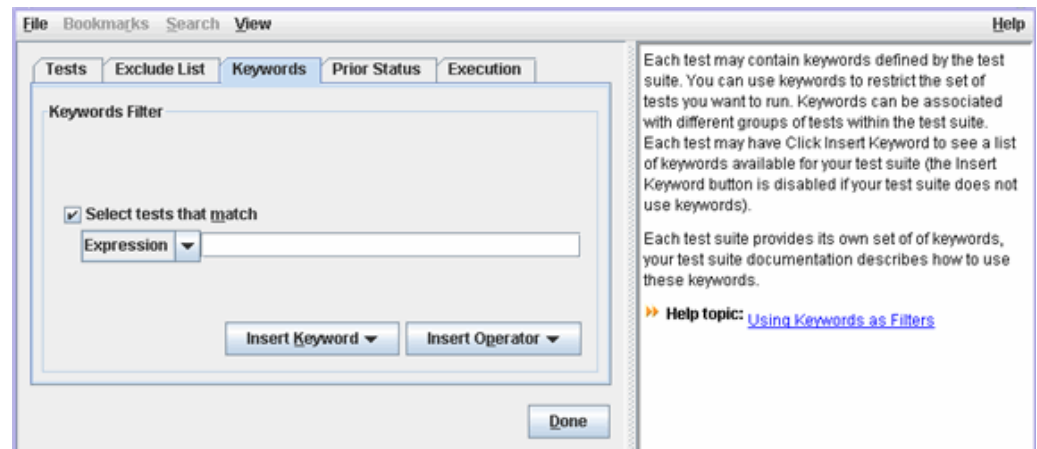 File Bookmarks Search View Help
Tests Exclude List Keywords Prior Status Execution
Keywords Filter
Select tests that match
Expression
Insert Keyword Insert Operator
Done
Each test may contain keywords defined by the test
suite. You can use keywords to restrict the set of
tests you want to run. Keywords can be associated
with different groups of tests within the test suite.
Each test may have Click Insert Keyword to see a list
of keywords available for your test suite (the Insert
Keyword button is disabled if your test suite does not
use keywords).
Each test suite provides its own set of of keywords,
your test suite documentation describes how to use
these keywords.
Help topic: Using Keywords as Filters